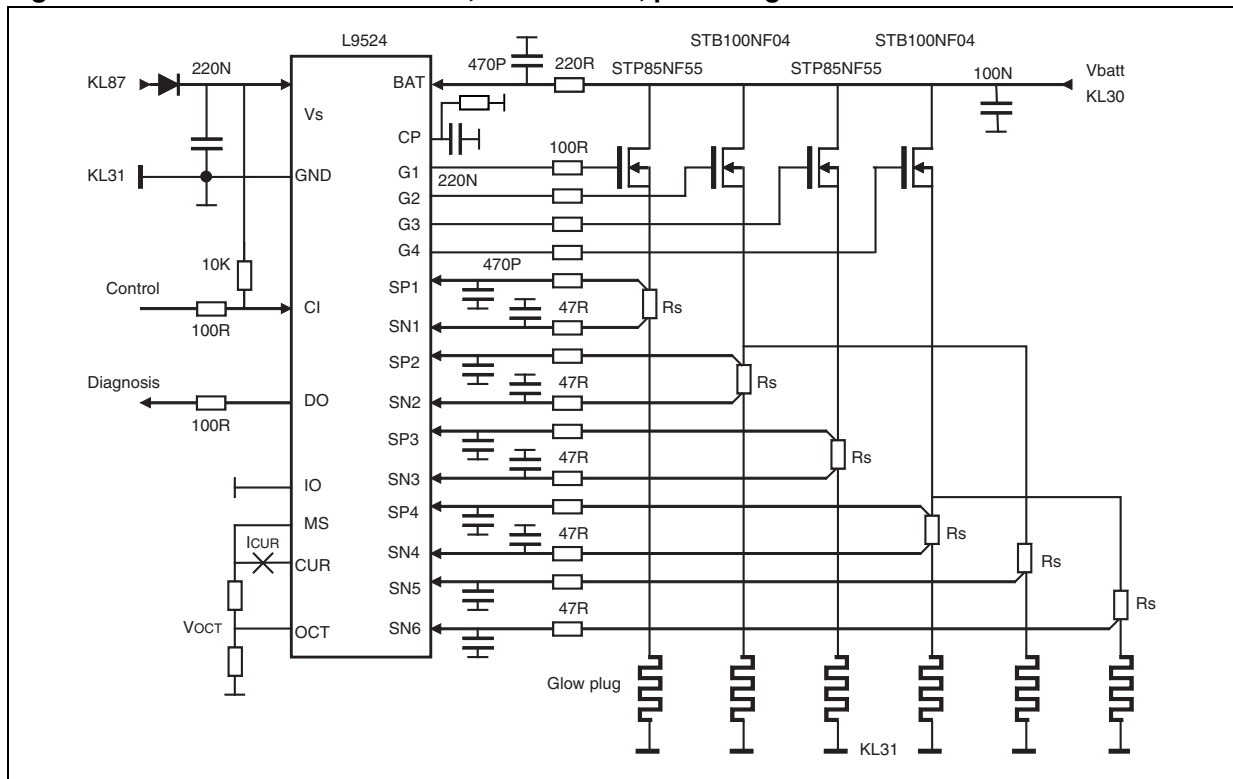 L9524
STB100NF04
STB100NF04
470P
220R
STP85NF55
STP85NF55
100N
Vbatt
KL30
KL87
220N
Vs
BAT
CP
KL31
GND
G1
100R
220N
G2
G3
G4
10K
470P
Control
SP1
CI
100R
SN1
47R
Rs
SP2
Diagnosis
DO
100R
SN2
47R
Rs
SP3
SN3
47R
Rs
IO
MS
SP4
ICUR
CUR
SN4
47R
Rs
SN5
Rs
VOCT
OCT
SN6
47R
Rs
Glow plug
KL31